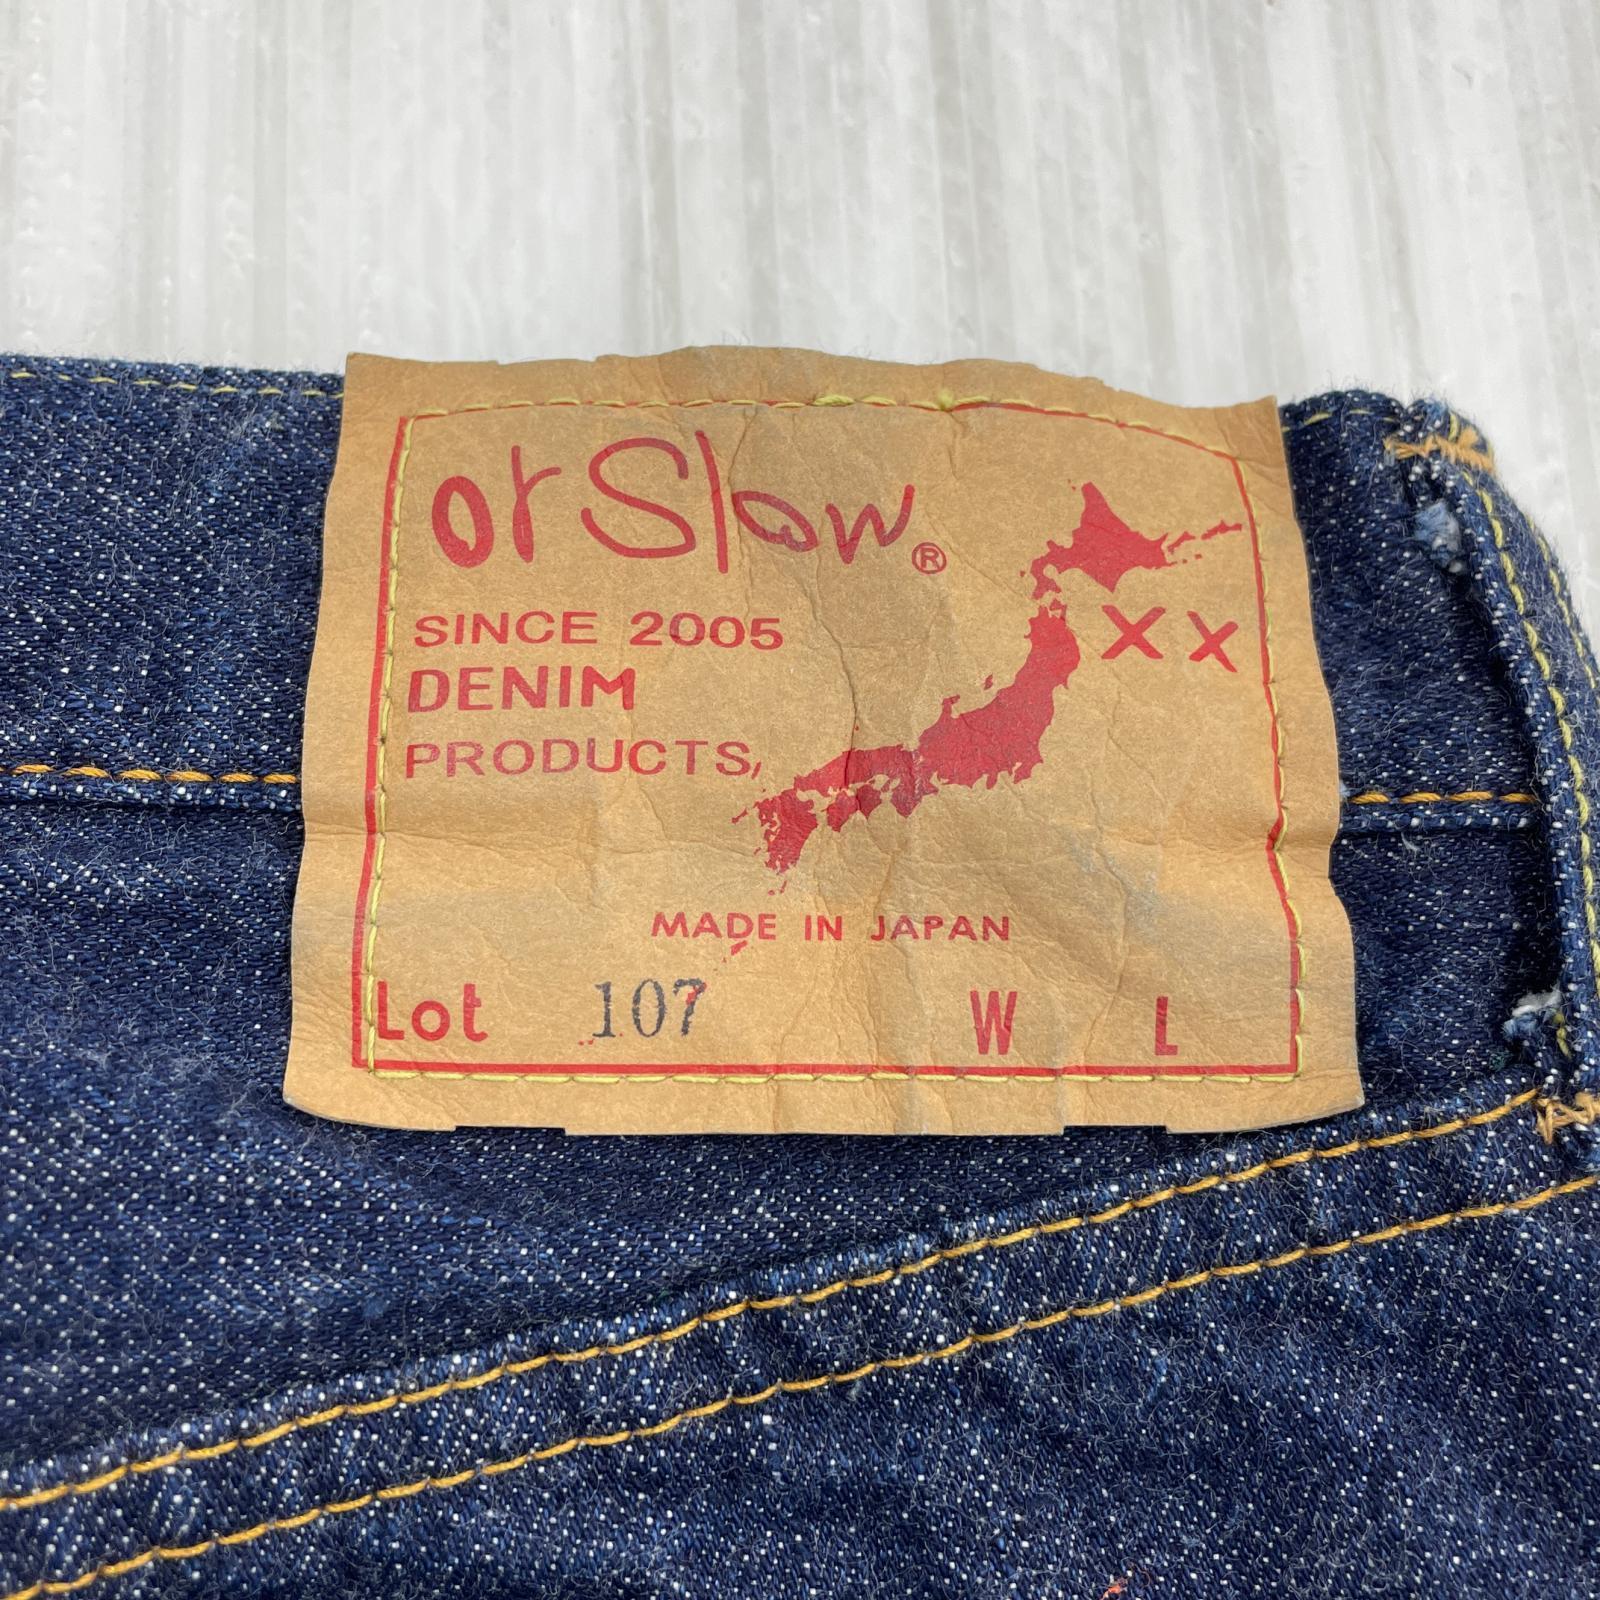 orSlow®
SINCE 2005
DENIM
PRODUCTS,
XX
MADE IN JAPAN
Lot 107 W L